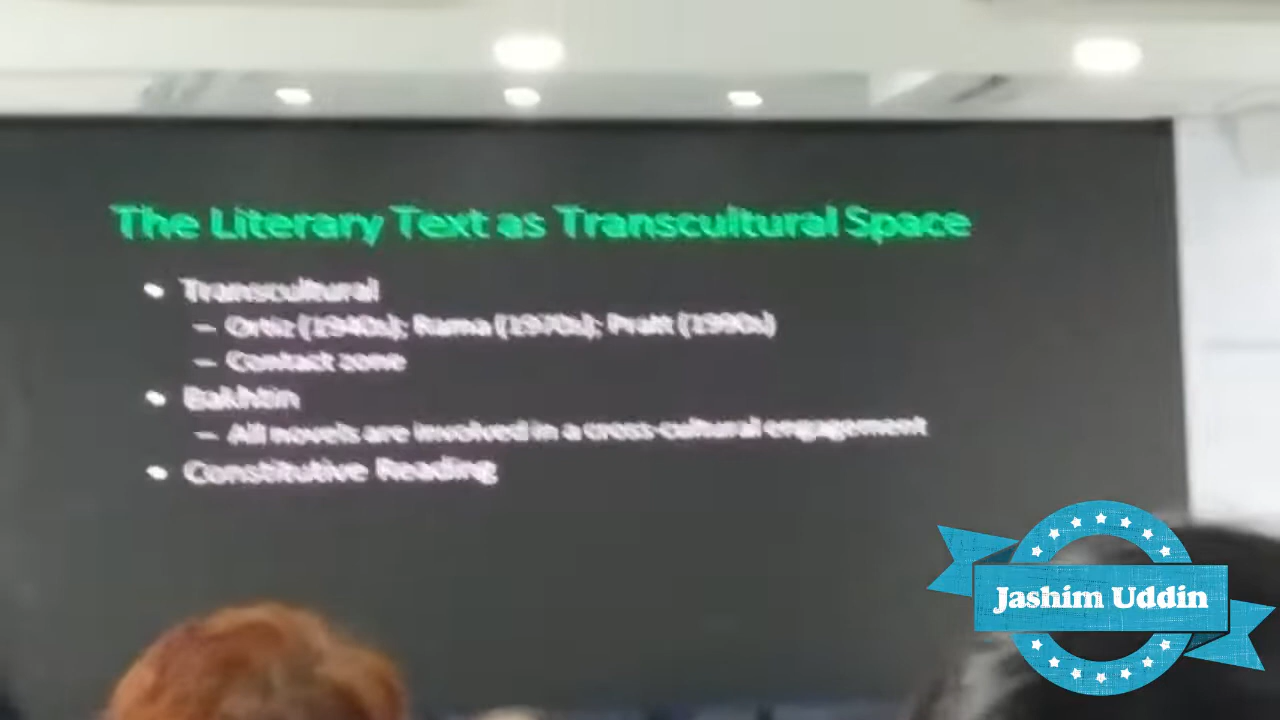 The Literary Text as Transcultural Space
• Transcultural
– Ortiz (1940s); Rama (1970s); Pratt (1990s)
– Contact zone
• Bakhtin
– All novels are involved in a cross-cultural engagement
• Constitutive Reading
Jashim Uddin